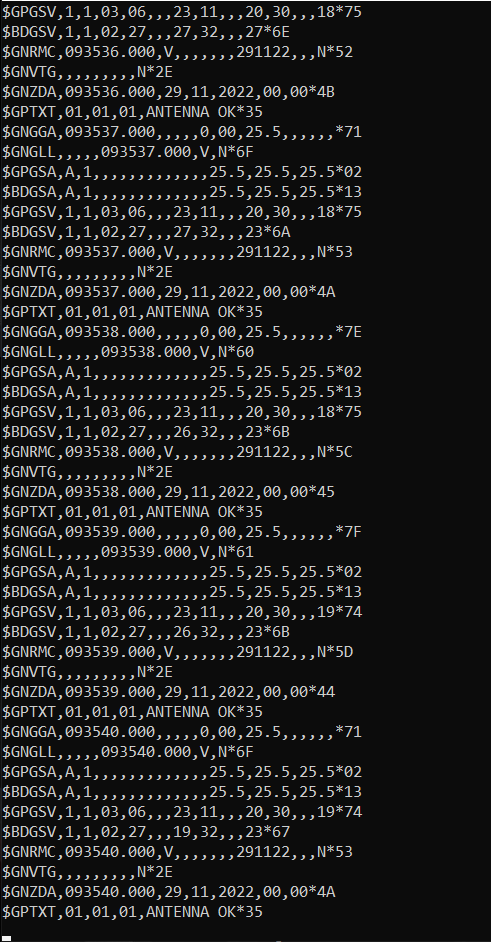 $GPGSV,1,1,03,06,,,23,11,,,20,30,,,18*75
$BDGSV,1,1,02,27,,,27,32,,,27*6E
$GNRMC,093536.000,V,,,,,,,291122,,,N*52
$GNVTG,,,,,,,,,N*2E
$GNZDA,093536.000,29,11,2022,00,00*4B
$GPTXT,01,01,01,ANTENNA OK*35
$GNGGA,093537.000,,,,,0,00,25.5,,,,,,*71
$GNGLL,,,,,093537.000,V,N*6F
$GPGSA,A,1,,,,,,,,,,,,,25.5,25.5,25.5*02
$BDGSA,A,1,,,,,,,,,,,,,25.5,25.5,25.5*13
$GPGSV,1,1,03,06,,,23,11,,,20,30,,,18*75
$BDGSV,1,1,02,27,,,27,32,,,23*6A
$GNRMC,093537.000,V,,,,,,,291122,,,N*53
$GNVTG,,,,,,,,,N*2E
$GNZDA,093537.000,29,11,2022,00,00*4A
$GPTXT,01,01,01,ANTENNA OK*35
$GNGGA,093538.000,,,,,0,00,25.5,,,,,,*7E
$GNGLL,,,,,093538.000,V,N*60
$GPGSA,A,1,,,,,,,,,,,,,25.5,25.5,25.5*02
$BDGSA,A,1,,,,,,,,,,,,,25.5,25.5,25.5*13
$GPGSV,1,1,03,06,,,23,11,,,20,30,,,18*75
$BDGSV,1,1,02,27,,,26,32,,,23*6B
$GNRMC,093538.000,V,,,,,,,291122,,,N*5C
$GNVTG,,,,,,,,,N*2E
$GNZDA,093538.000,29,11,2022,00,00*45
$GPTXT,01,01,01,ANTENNA OK*35
$GNGGA,093539.000,,,,,0,00,25.5,,,,,,*7F
$GNGLL,,,,,093539.000,V,N*61
$GPGSA,A,1,,,,,,,,,,,,,25.5,25.5,25.5*02
$BDGSA,A,1,,,,,,,,,,,,,25.5,25.5,25.5*13
$GPGSV,1,1,03,06,,,23,11,,,20,30,,,19*74
$BDGSV,1,1,02,27,,,26,32,,,23*6B
$GNRMC,093539.000,V,,,,,,,291122,,,N*5D
$GNVTG,,,,,,,,,N*2E
$GNZDA,093539.000,29,11,2022,00,00*44
$GPTXT,01,01,01,ANTENNA OK*35
$GNGGA,093540.000,,,,,0,00,25.5,,,,,,*71
$GNGLL,,,,,093540.000,V,N*6F
$GPGSA,A,1,,,,,,,,,,,,,25.5,25.5,25.5*02
$BDGSA,A,1,,,,,,,,,,,,,25.5,25.5,25.5*13
$GPGSV,1,1,03,06,,,23,11,,,20,30,,,19*74
$BDGSV,1,1,02,27,,,19,32,,,23*67
$GNRMC,093540.000,V,,,,,,,291122,,,N*53
$GNVTG,,,,,,,,,N*2E
$GNZDA,093540.000,29,11,2022,00,00*4A
$GPTXT,01,01,01,ANTENNA OK*35